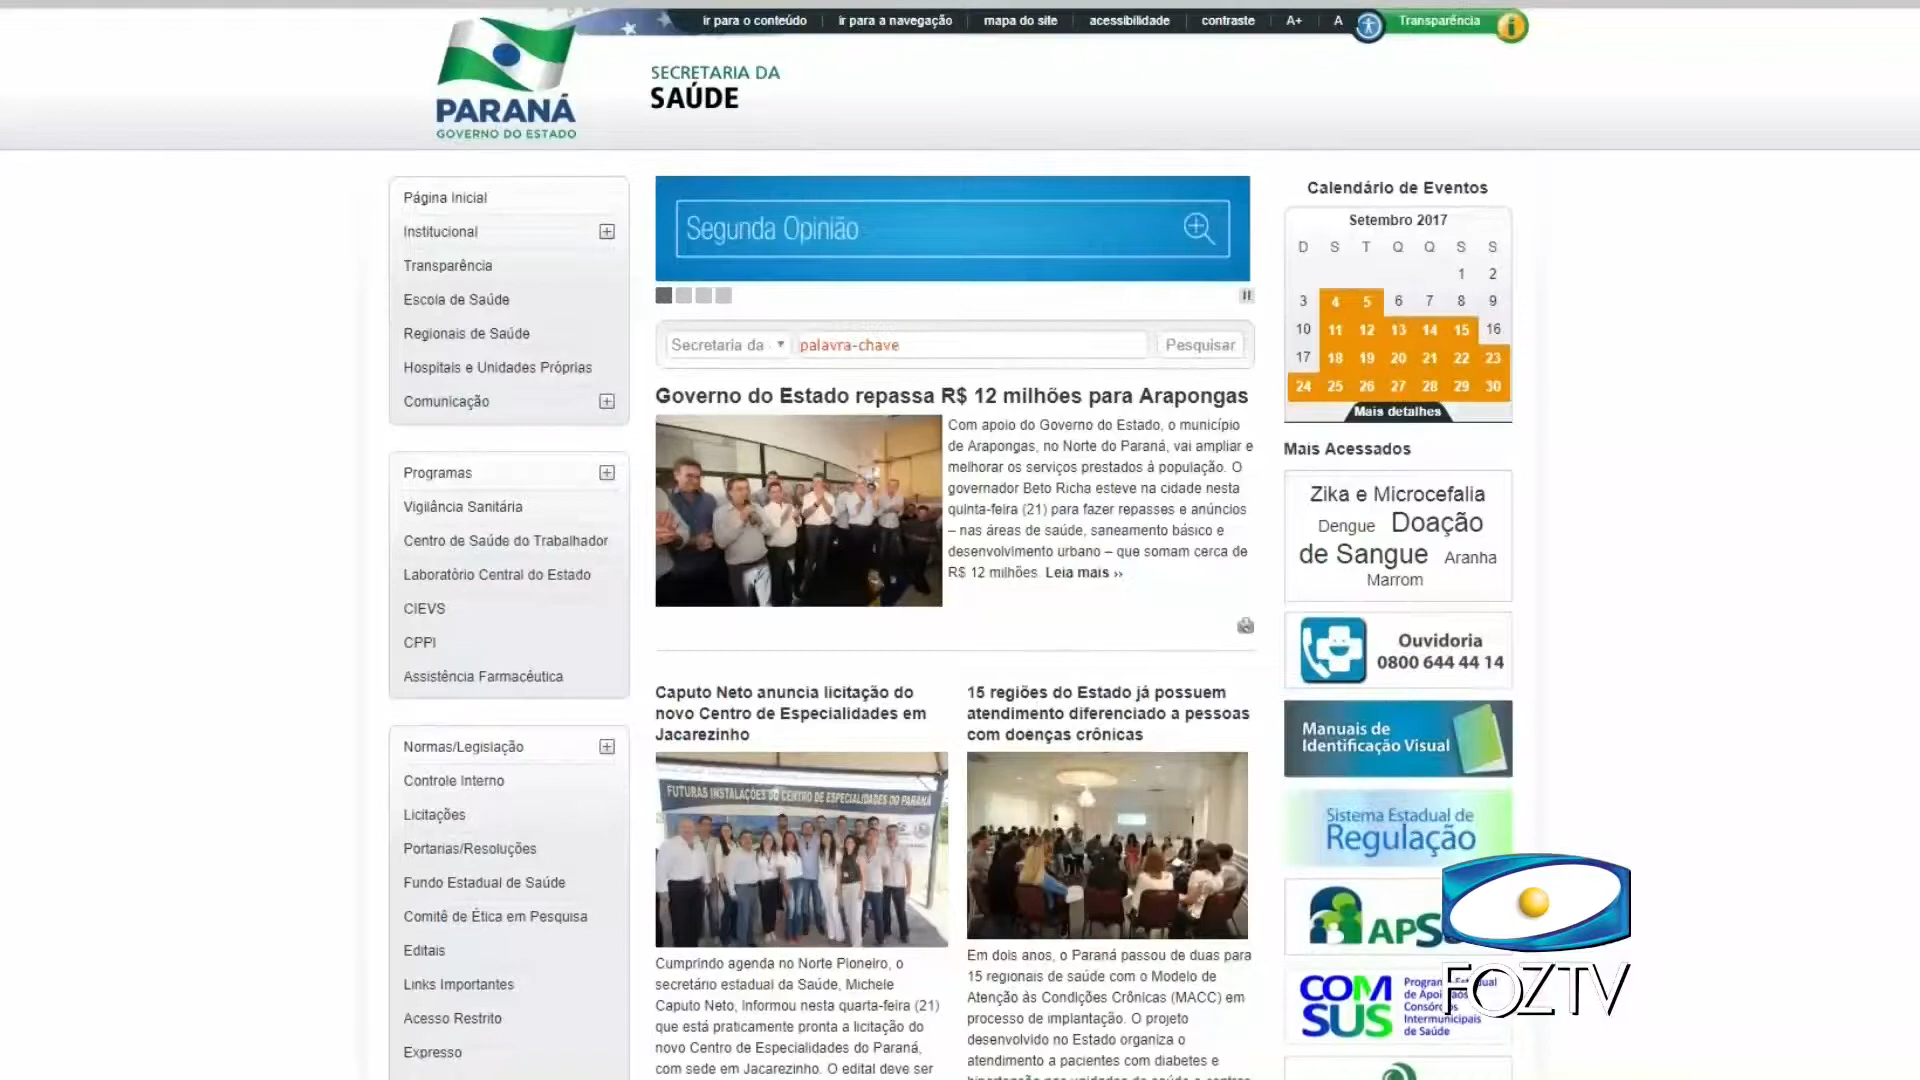 ir para o conteúdo
ir para a navegação
mapa do site
acessibilidade
contraste
A+
A
Transparência
PARANÁ
GOVERNO DO ESTADO
SECRETARIA DA
SAÚDE
Página Inicial
Institucional
Transparência
Escola de Saúde
Regionais de Saúde
Hospitais e Unidades Próprias
Comunicação
Programas
Vigilância Sanitária
Centro de Saúde do Trabalhador
Laboratório Central do Estado
CIEVS
CPPI
Assistência Farmacêutica
Normas/Legislação
Controle Interno
Licitações
Portarias/Resoluções
Fundo Estadual de Saúde
Comitê de Ética em Pesquisa
Editais
Links Importantes
Acesso Restrito
Expresso
Segunda Opinião
Secretaria da
palavra-chave
Pesquisar
Governo do Estado repassa R$ 12 milhões para Arapongas
Com apoio do Governo do Estado, o município
de Arapongas, no Norte do Paraná, vai ampliar e
melhorar os serviços prestados à população. O
governador Beto Richa esteve na cidade nesta
quinta-feira (21) para fazer repasses e anúncios
– nas áreas de saúde, saneamento básico e
desenvolvimento urbano – que somam cerca de
R$ 12 milhões. Leia mais ››
Caputo Neto anuncia licitação do
novo Centro de Especialidades em
Jacarezinho
FUTURAS INSTALAÇÕES DO CENTRO DE ESPECIALIDADES DO PARANÁ
Cumprindo agenda no Norte Pioneiro, o
secretário estadual da Saúde, Michele
Caputo Neto, informou nesta quarta-feira (21)
que está praticamente pronta a licitação do
novo Centro de Especialidades do Paraná,
com sede em Jacarezinho. O edital deve ser
15 regiões do Estado já possuem
atendimento diferenciado a pessoas
com doenças crônicas
Em dois anos, o Paraná passou de duas para
15 regionais de saúde com o Modelo de
Atenção às Condições Crônicas (MACC) em
processo de implantação. O projeto
desenvolvido no Estado organiza o
atendimento a pacientes com diabetes e
Calendário de Eventos
Setembro 2017
D S T Q Q S S
1 2
3 4 5 6 7 8 9
10 11 12 13 14 15 16
17 18 19 20 21 22 23
24 25 26 27 28 29 30
Mais detalhes
Mais Acessados
Zika e Microcefalia
Dengue Doação
de Sangue Aranha
Marrom
Ouvidoria
0800 644 44 14
Manuais de
Identificação Visual
Sistema Estadual de
Regulação
APS
COM
SUS
de Apoio aos
Intermunicipais
de Saúde
FOZTV